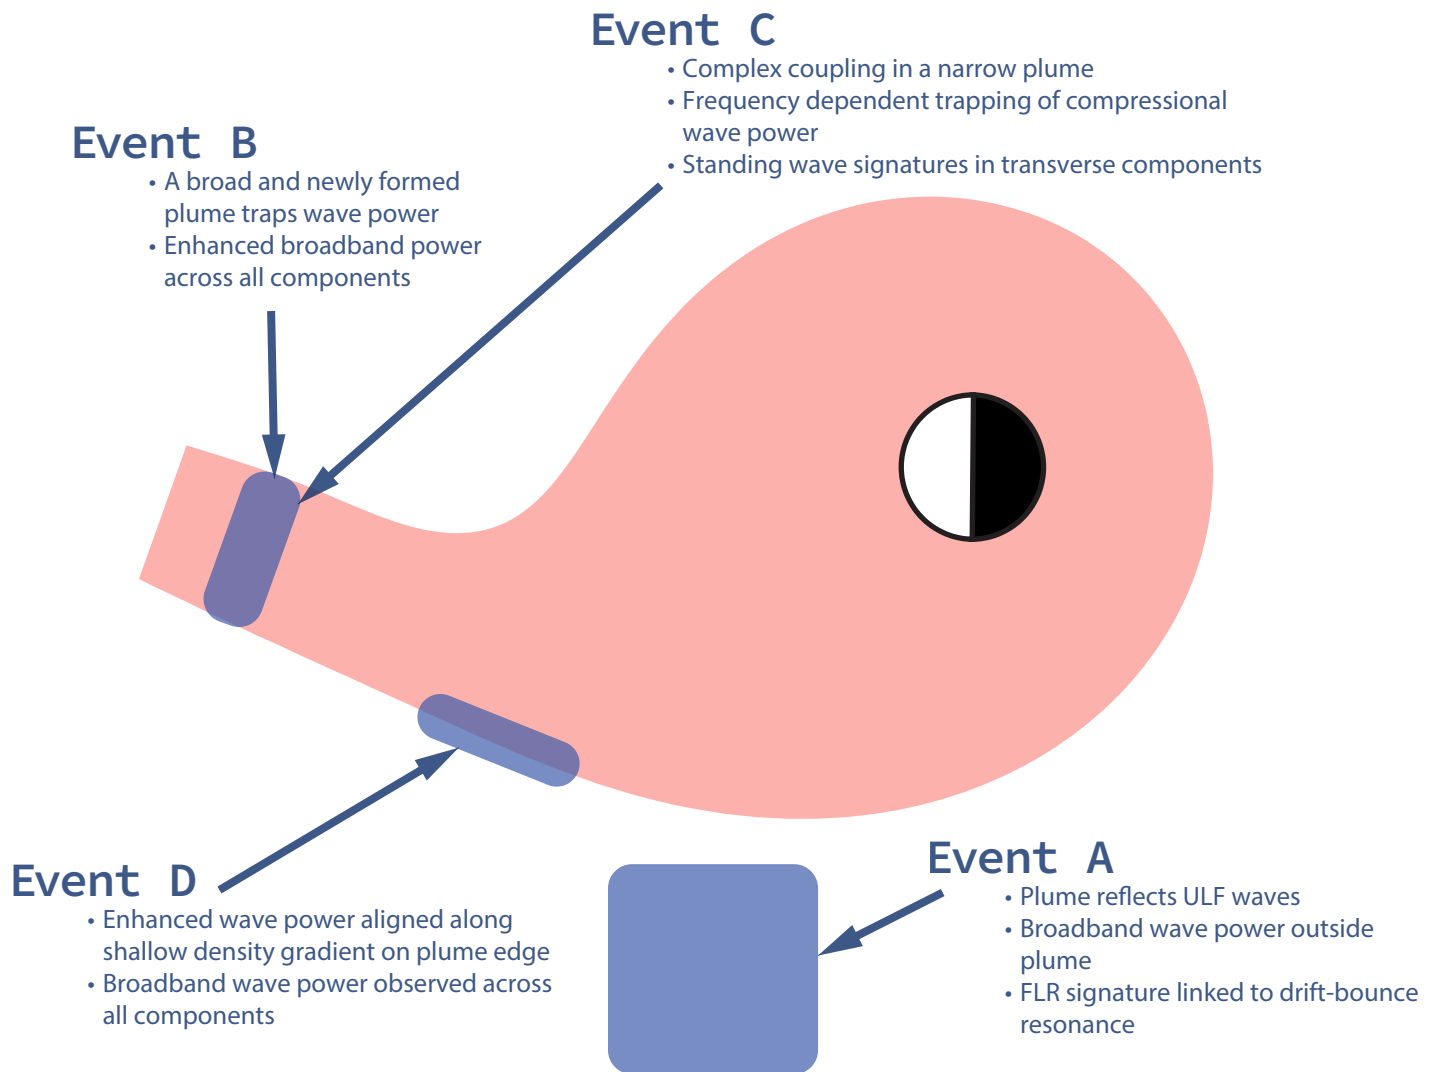 Event C
• Complex coupling in a narrow plume
• Frequency dependent trapping of compressional
wave power
• Standing wave signatures in transverse components
Event B
• A broad and newly formed
plume traps wave power
• Enhanced broadband power
across all components
Event D
• Enhanced wave power aligned along
shallow density gradient on plume edge
• Broadband wave power observed across
all components
Event A
• Plume reflects ULF waves
• Broadband wave power outside
plume
• FLR signature linked to drift-bounce
resonance